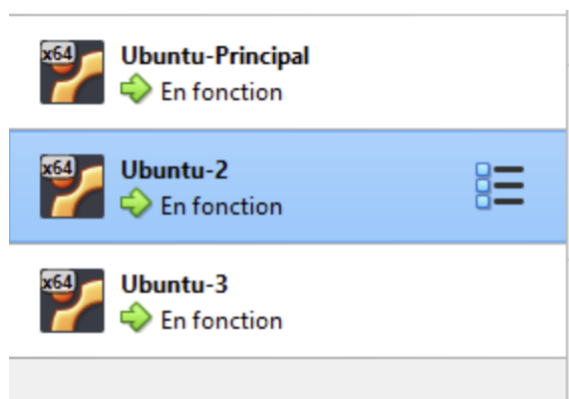 x64
Ubuntu-Principal
En fonction
x64
Ubuntu-2
En fonction
x64
Ubuntu-3
En fonction